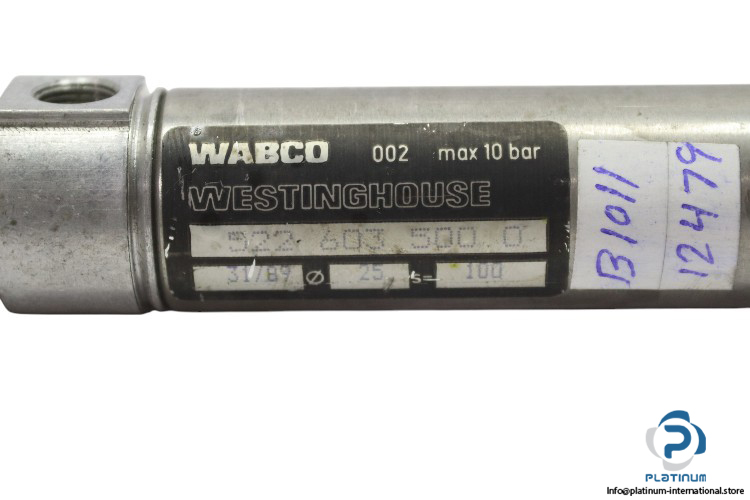 WABCO 002 max 10 bar
WESTINGHOUSE
522 603 500 0
31/89 ø 25 s= 100
B1011
12479
PLATINUM
Info@platinum-international.store